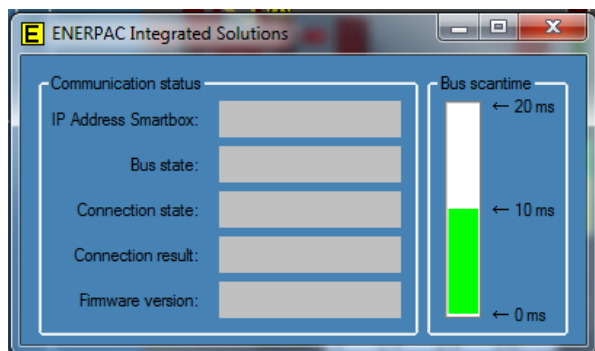 E ENERPAC Integrated Solutions
Communication status
IP Address Smartbox:
Bus state:
Connection state:
Connection result:
Firmware version:
Bus scantime
← 20 ms
← 10 ms
← 0 ms